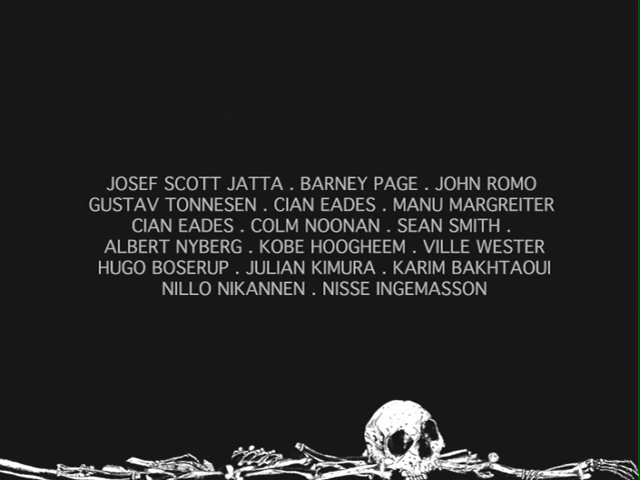 JOSEF SCOTT JATTA . BARNEY PAGE . JOHN ROMO
GUSTAV TONNESEN . CIAN EADES . MANU MARGREITER
CIAN EADES . COLM NOONAN . SEAN SMITH .
ALBERT NYBERG . KOBE HOOGHEEM . VILLE WESTER
HUGO BOSERUP . JULIAN KIMURA . KARIM BAKHTAOUI
NILLO NIKANNEN . NISSE INGEMASSON